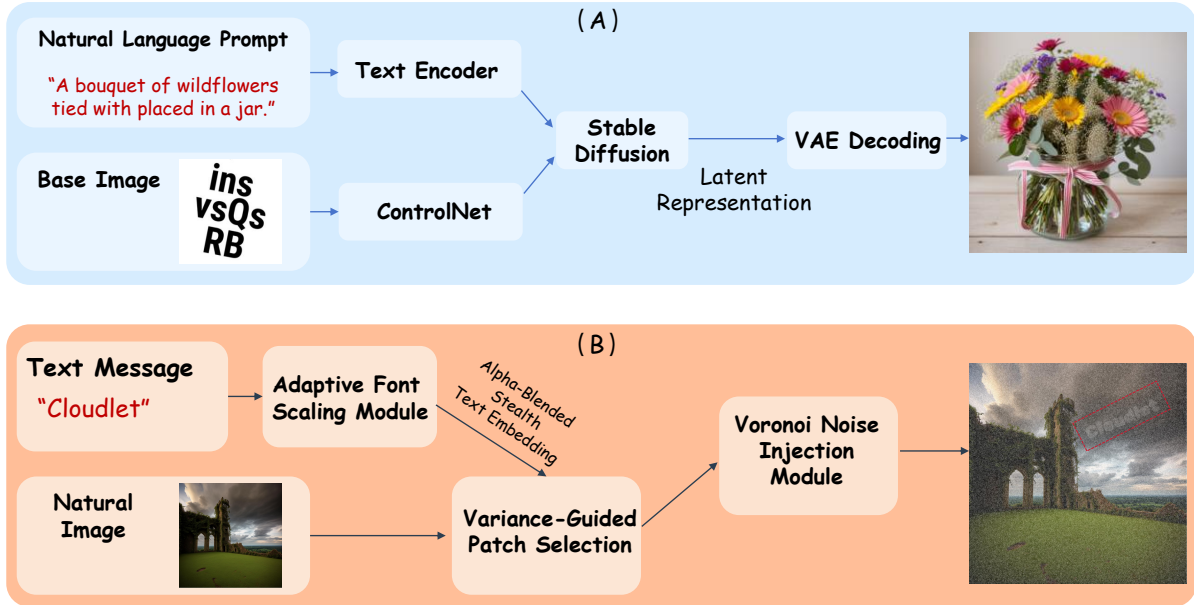 (A)
Natural Language Prompt
“A bouquet of wildflowers
tied with placed in a jar.”
Text Encoder
Base Image
ins
vsQs
RB
ControlNet
Stable
Diffusion
Latent
Representation
VAE Decoding
(B)
Text Message
“Cloudlet”
Adaptive Font
Scaling Module
Alpha-Blended
Stealth
Text Embedding
Natural
Image
Variance-Guided
Patch Selection
Voronoi Noise
Injection
Module
Cloudlet